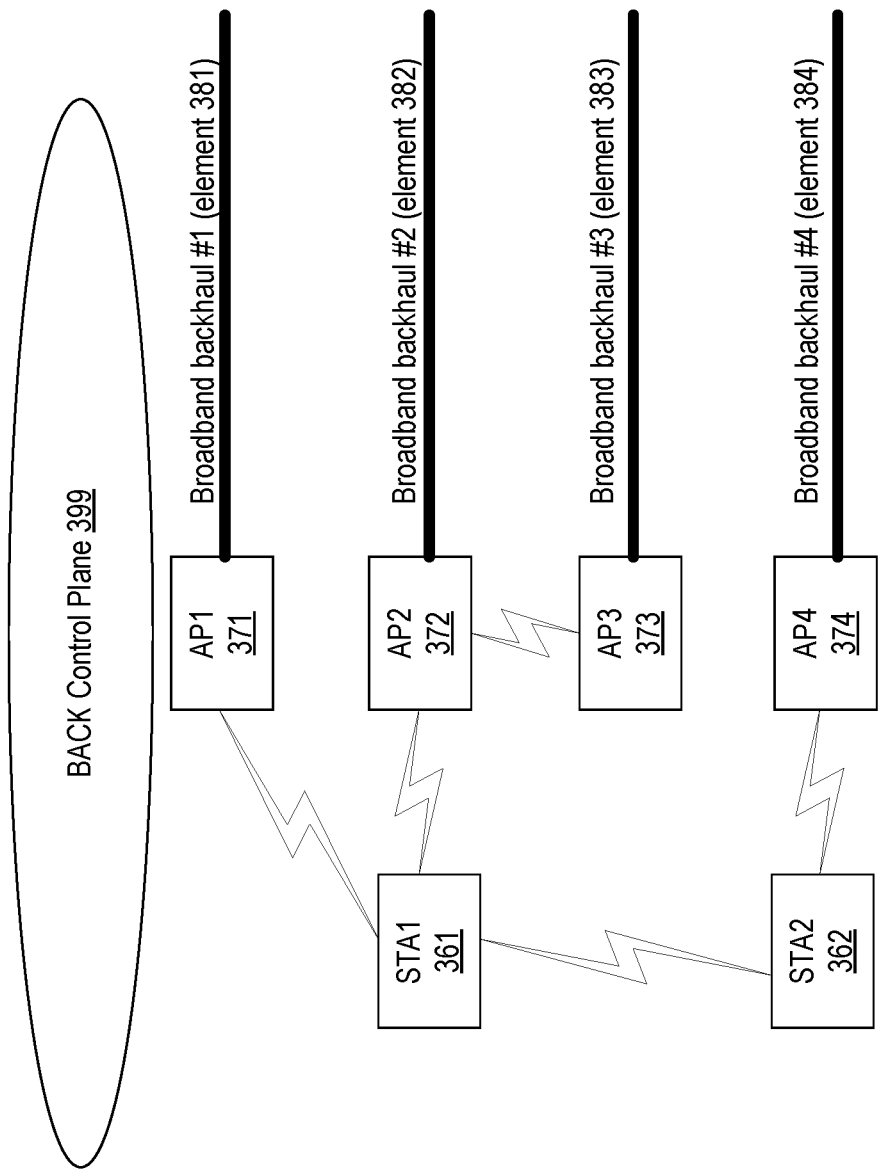 BACK Control Plane 399
AP1
371
Broadband backhaul #1 (element 381)
STA1
361
AP2
372
Broadband backhaul #2 (element 382)
AP3
373
Broadband backhaul #3 (element 383)
STA2
362
AP4
374
Broadband backhaul #4 (element 384)